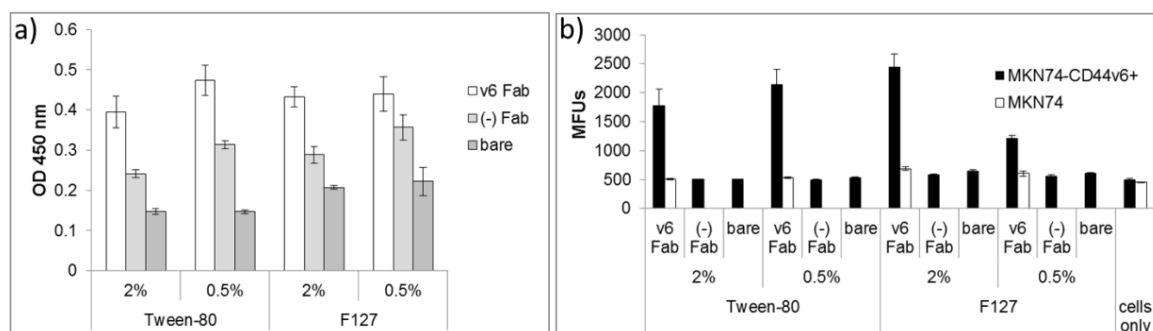 a)
OD 450 nm
0.6
0.5
0.4
0.3
0.2
0.1
0
2%
0.5%
2%
0.5%
Tween-80
F127
v6 Fab
(-) Fab
bare
b)
MFUs
3000
2500
2000
1500
1000
500
0
MKN74-CD44v6+
MKN74
v6 (-) bare v6 (-) bare v6 (-) bare v6 (-) bare
Fab Fab Fab Fab Fab Fab Fab Fab
2% 0.5% 2% 0.5%
Tween-80 F127
cells
only